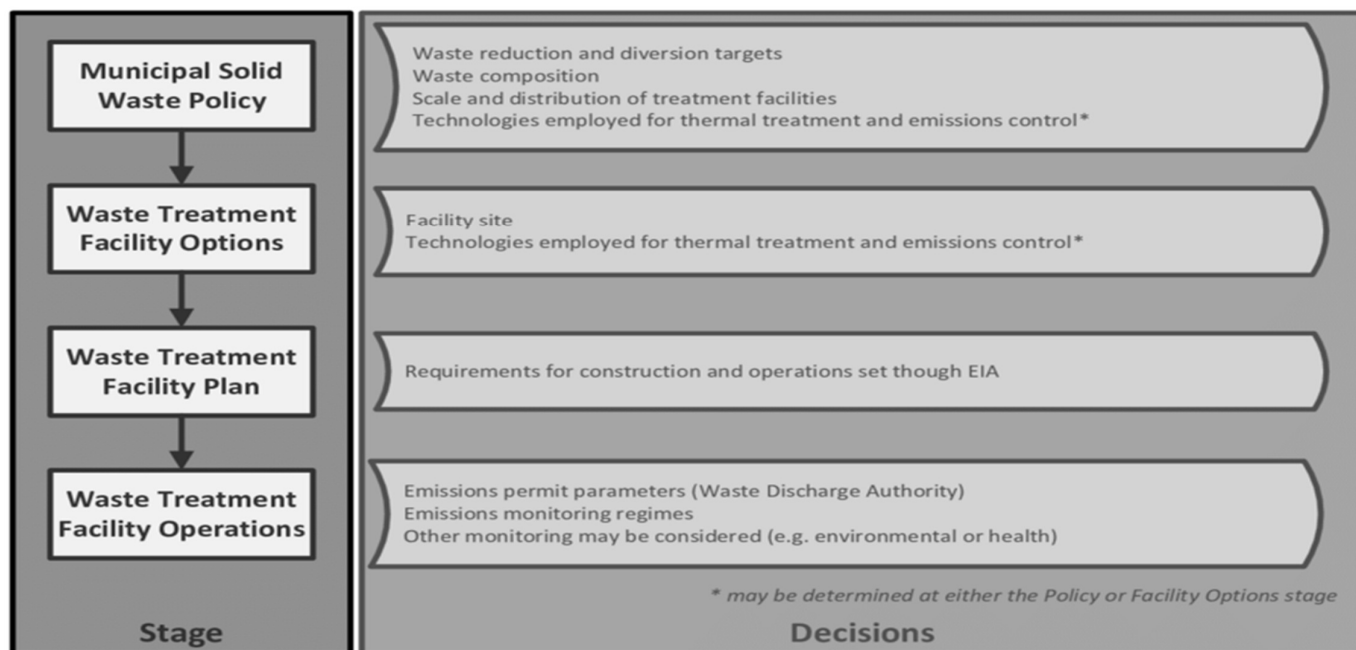 Municipal Solid
Waste Policy
Waste reduction and diversion targets
Waste composition
Scale and distribution of treatment facilities
Technologies employed for thermal treatment and emissions control*
Waste Treatment
Facility Options
Facility site
Technologies employed for thermal treatment and emissions control*
Waste Treatment
Facility Plan
Requirements for construction and operations set though EIA
Waste Treatment
Facility Operations
Emissions permit parameters (Waste Discharge Authority)
Emissions monitoring regimes
Other monitoring may be considered (e.g. environmental or health)
* may be determined at either the Policy or Facility Options stage
Stage
Decisions